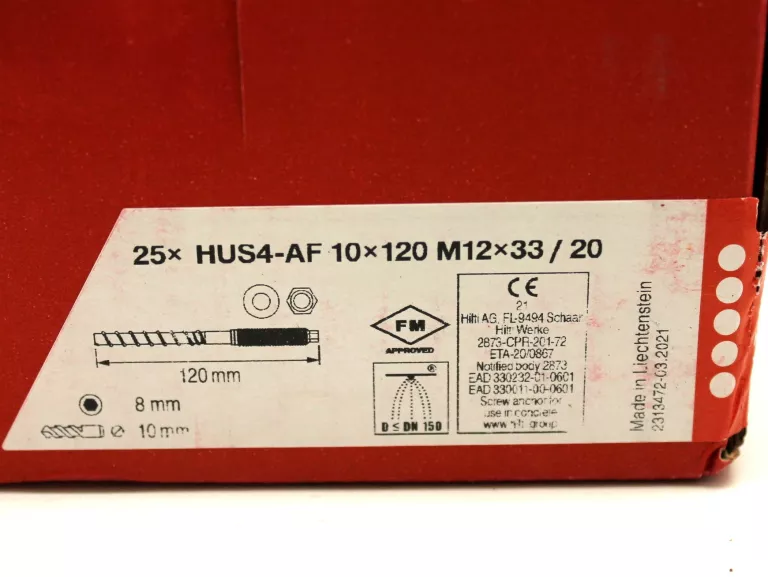 25x HUS4-AF 10×120 M12×33 / 20
120 mm
8 mm
⌀ 10 mm
FM
APPROVED
®
D ≤ DN 150
CE
21
Hilti AG, FL-9494 Schaan
Hilti Werke
2873-CPR-201-72
ETA-20/0867
Notified body 2873
EAD 330232-01-0601
EAD 330011-00-0601
Screw anchor for
use in concrete
group
Made in Liechtenstein
2313472-03.2021